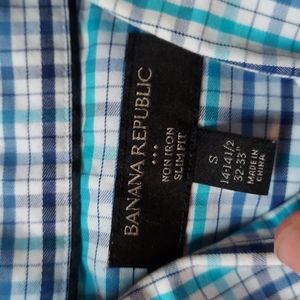 BANANA REPUBLIC
•••
NON IRON
SLIM FIT
S
14-14 1/2
32-33"
MADE IN
CHINA